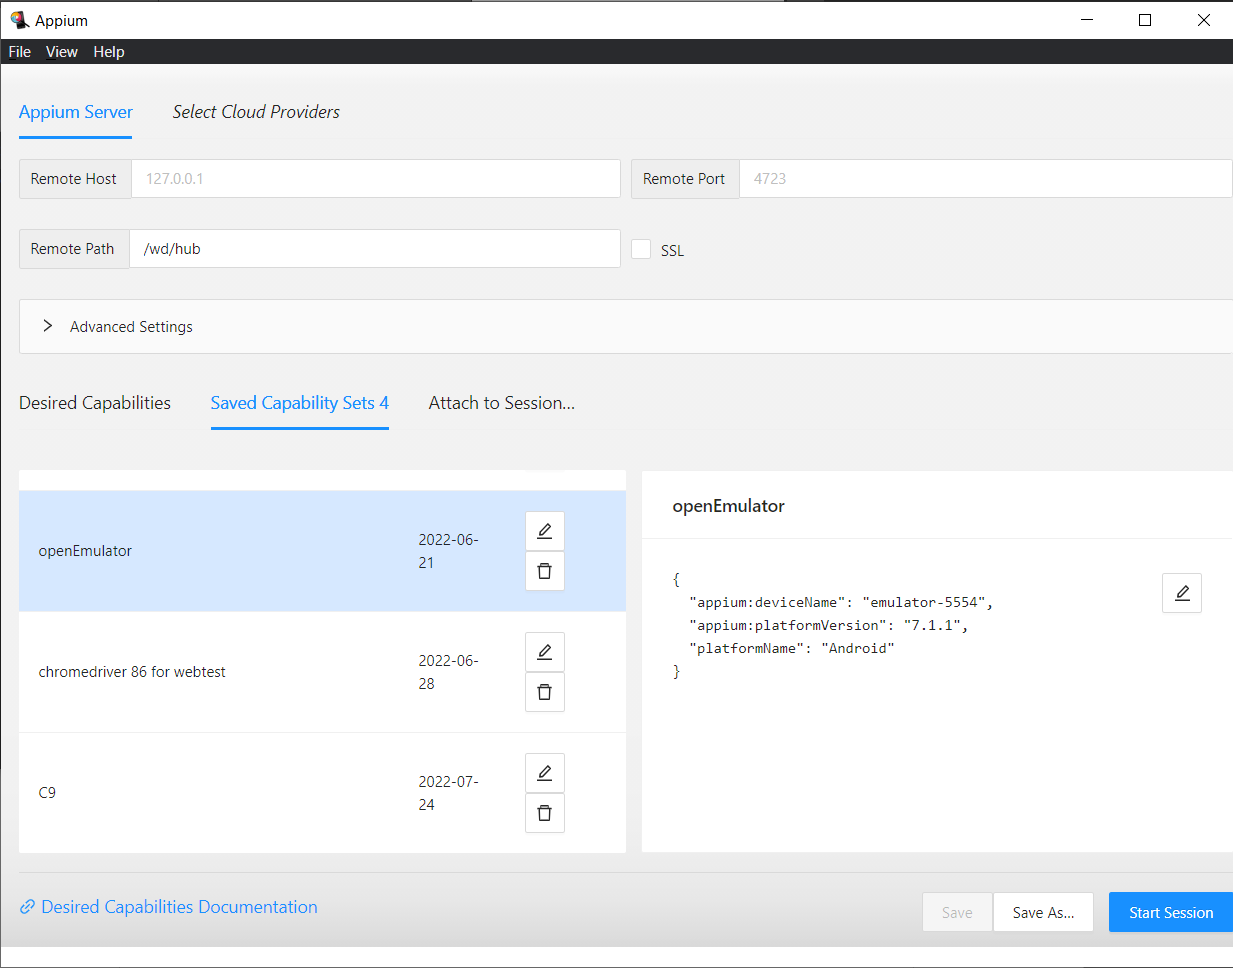 Appium
File View Help
Appium Server Select Cloud Providers
Remote Host 127.0.0.1 Remote Port 4723
Remote Path /wd/hub SSL
Advanced Settings
Desired Capabilities Saved Capability Sets 4 Attach to Session...
openEmulator
2022-06-
21
chromedriver 86 for webtest
2022-06-
28
C9
2022-07-
24
openEmulator
{
"appium:deviceName": "emulator-5554",
"appium:platformVersion": "7.1.1",
"platformName": "Android"
}
Desired Capabilities Documentation
Save Save As... Start Session